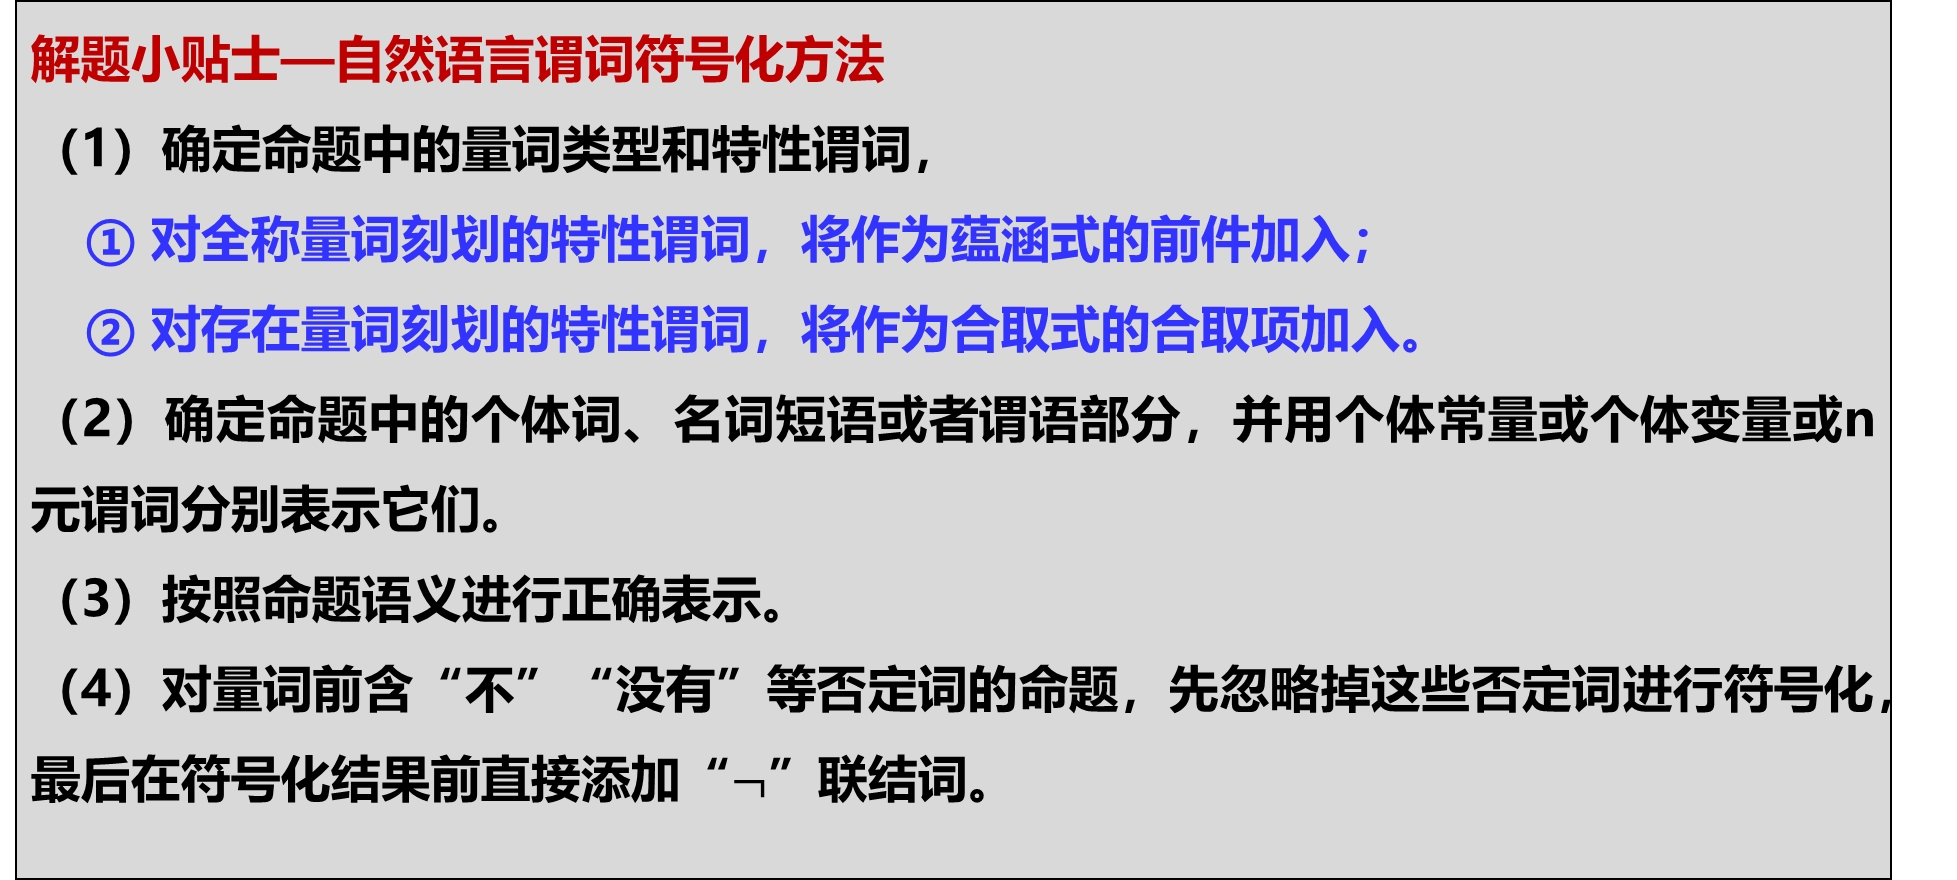 解题小贴士—自然语言谓词符号化方法
（1）确定命题中的量词类型和特性谓词，
① 对全称量词刻划的特性谓词，将作为蕴涵式的前件加入；
② 对存在量词刻划的特性谓词，将作为合取式的合取项加入。
（2）确定命题中的个体词、名词短语或者谓语部分，并用个体常量或个体变量或n
元谓词分别表示它们。
（3）按照命题语义进行正确表示。
（4）对量词前含“不”“没有”等否定词的命题，先忽略掉这些否定词进行符号化，
最后在符号化结果前直接添加“¬”联结词。